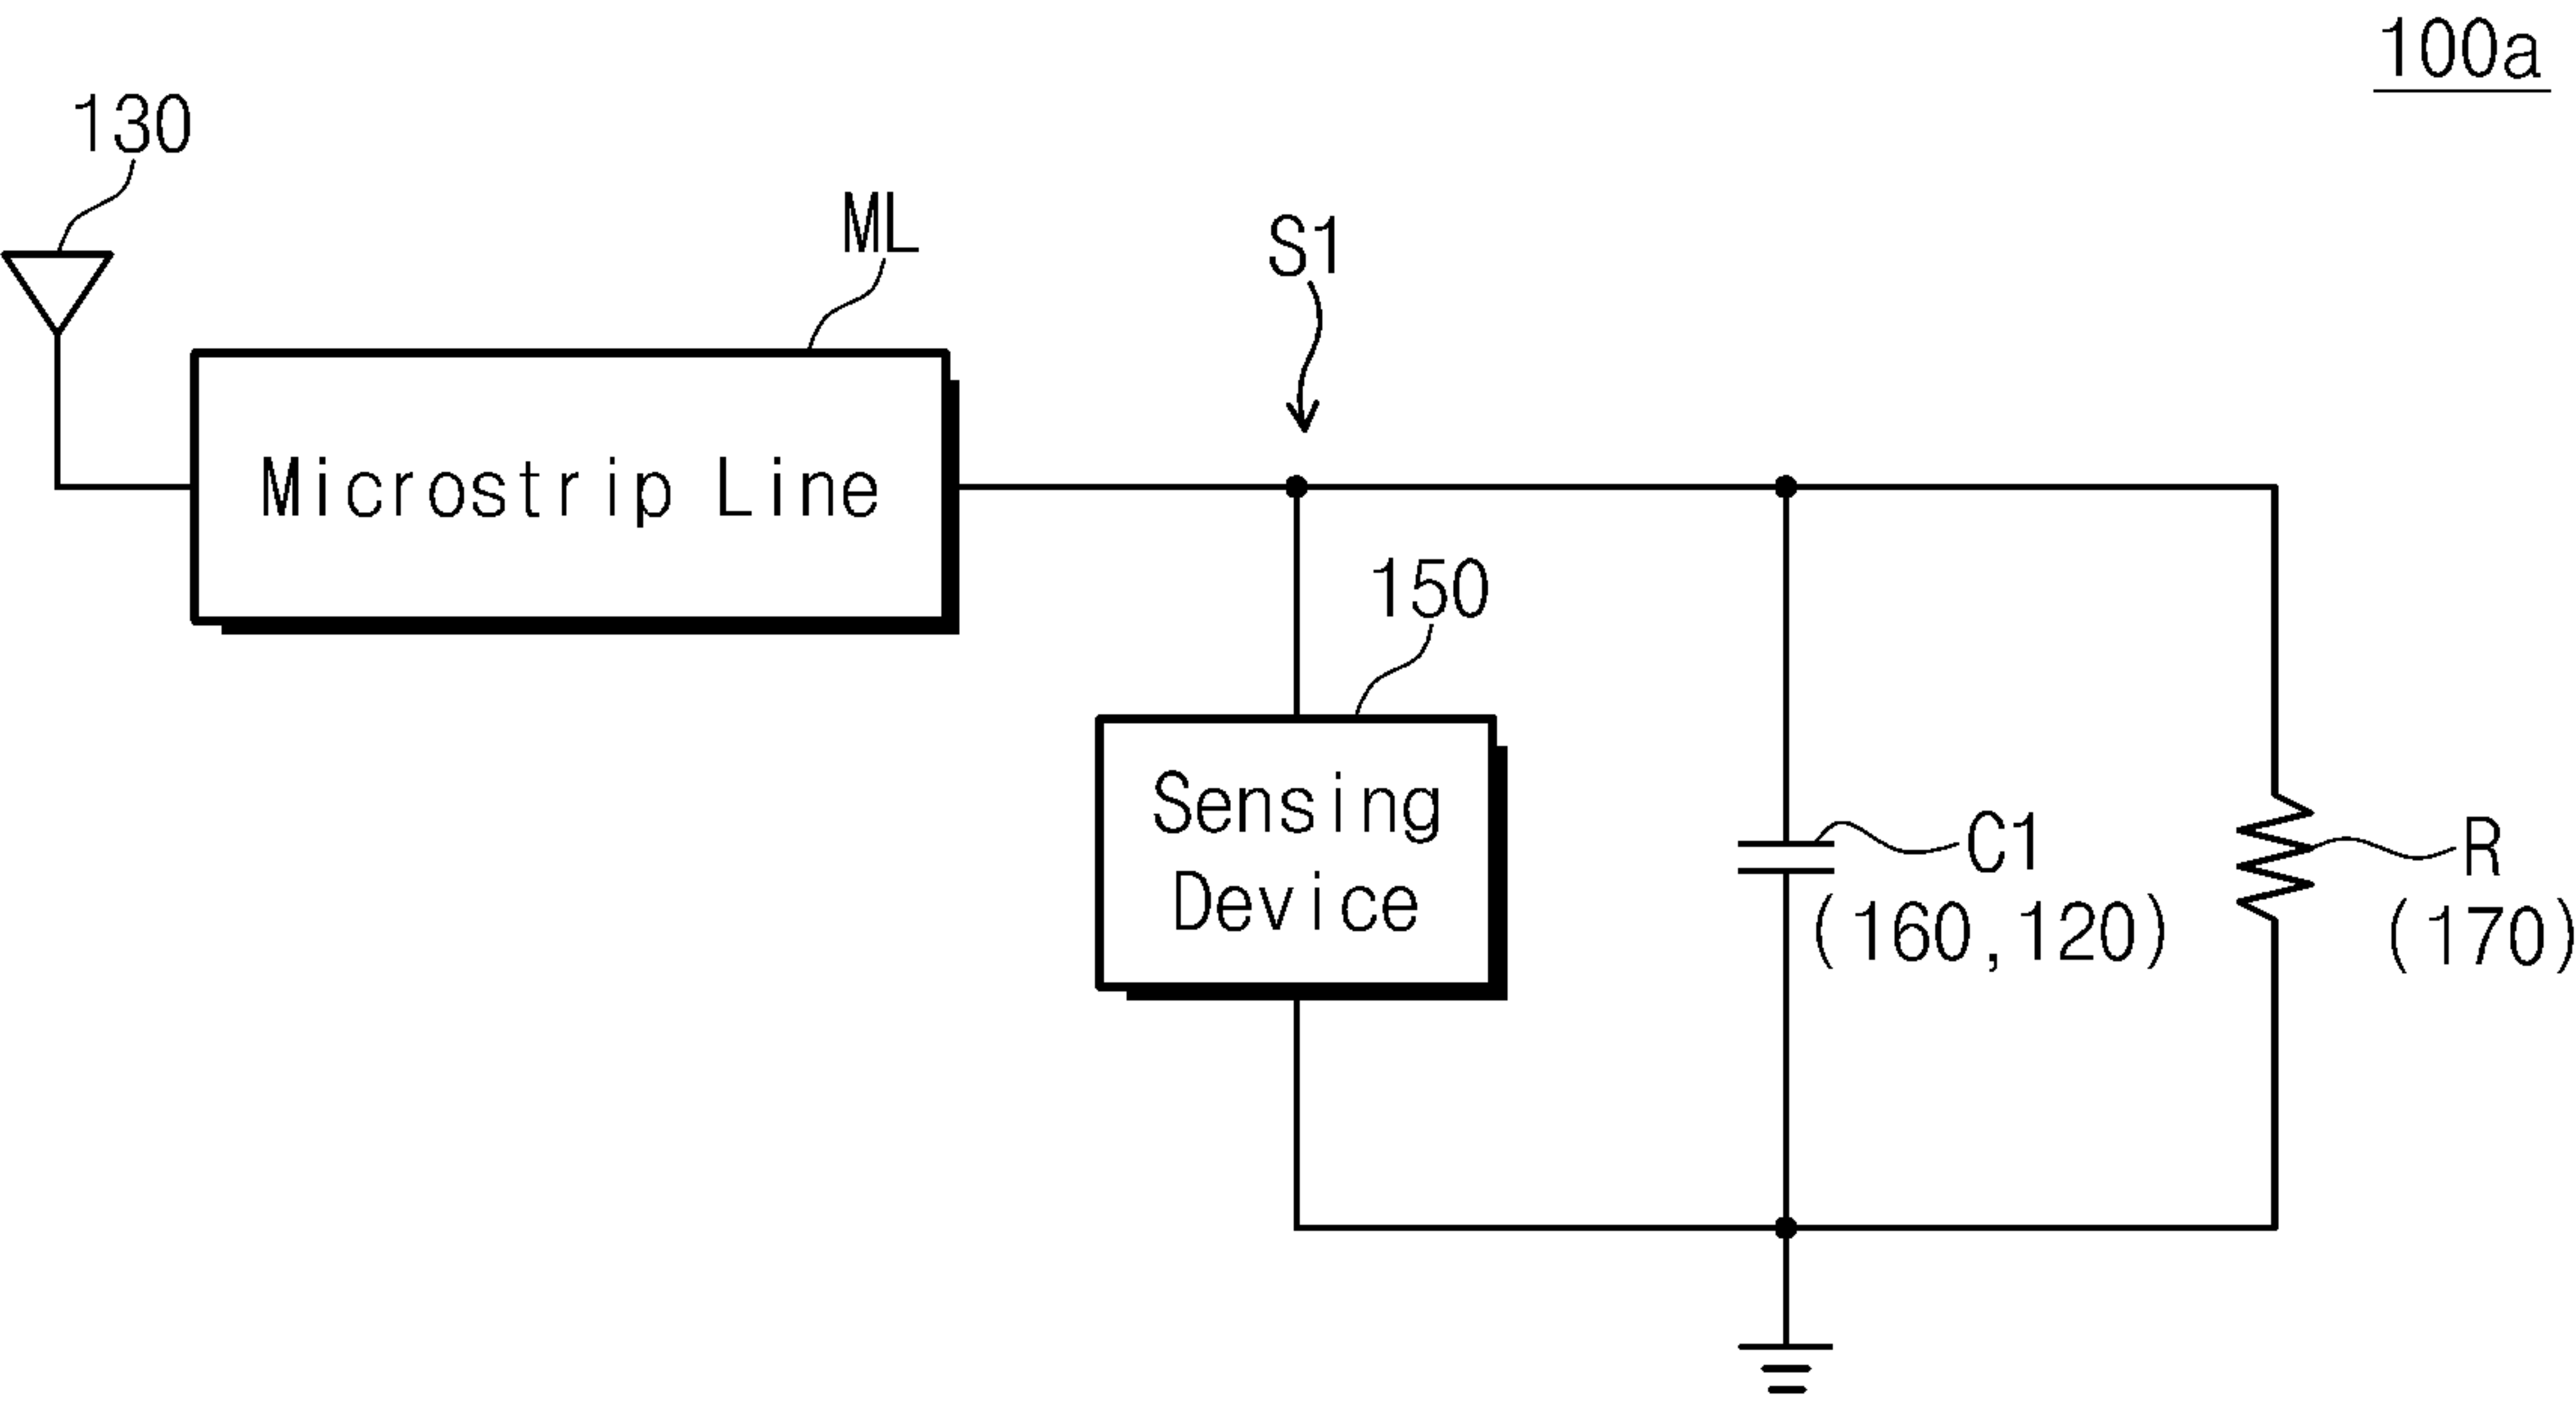 100a
130
ML
S1
Microstrip Line
150
Sensing
Device
C1
(160,120)
R
(170)